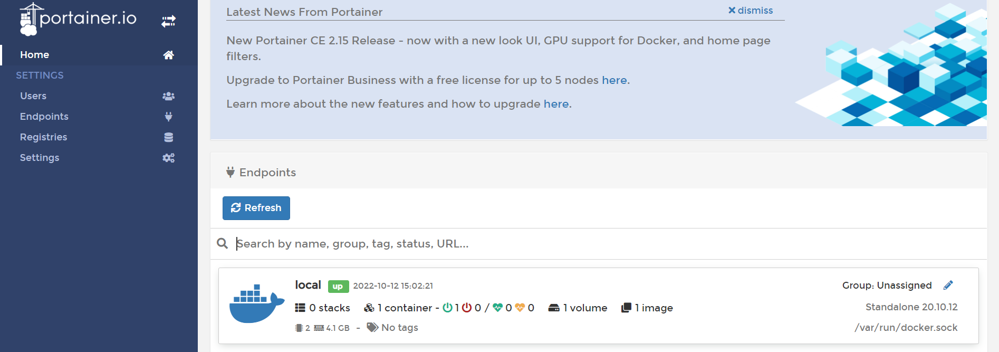 portainer.io
Home
SETTINGS
Users
Endpoints
Registries
Settings
Latest News From Portainer
dismiss
New Portainer CE 2.15 Release - now with a new look UI, GPU support for Docker, and home page
filters.
Upgrade to Portainer Business with a free license for up to 5 nodes here.
Learn more about the new features and how to upgrade here.
Endpoints
Refresh
Search by name, group, tag, status, URL...
local up 2022-10-12 15:02:21 Group: Unassigned
0 stacks 1 container - 1 0 / 0 0 1 volume 1 image Standalone 20.10.12
2 4.1 GB - No tags /var/run/docker.sock